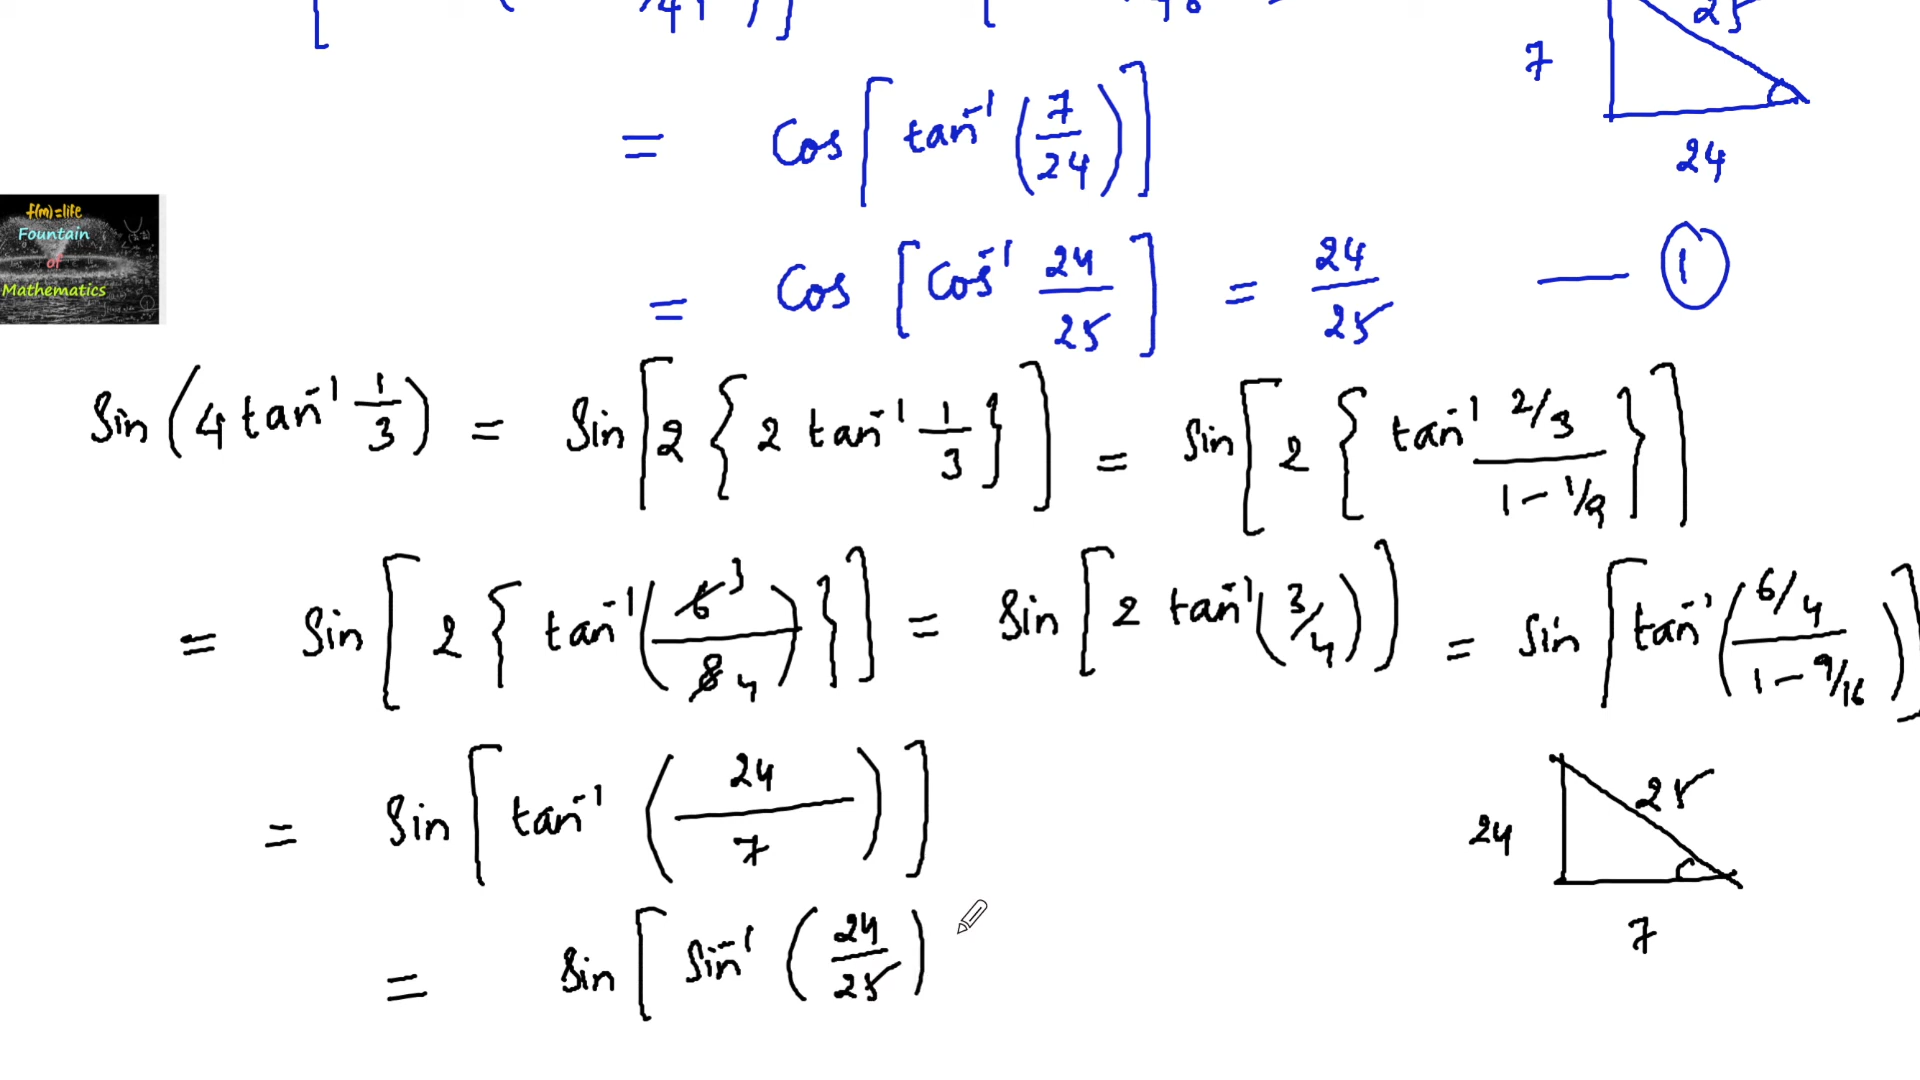 25
7
= Cos[tan⁻¹(7/24)]
24
f(m)=life
Fountain
of
Mathematics
= Cos[Cos⁻¹ 24/25] = 24/25 — ①
Sin(4 tan⁻¹ 1/3) = Sin[2{2 tan⁻¹ 1/3}] = Sin[2{tan⁻¹ (2/3)/(1 - 1/9)}]
= Sin[2{tan⁻¹(6 3/8 4)}] = Sin[2 tan⁻¹(3/4)] = Sin[tan⁻¹((6/4)/(1 - 9/16))]
= Sin[tan⁻¹(24/7)]
25
24
7
= Sin[Sin⁻¹(24/25)